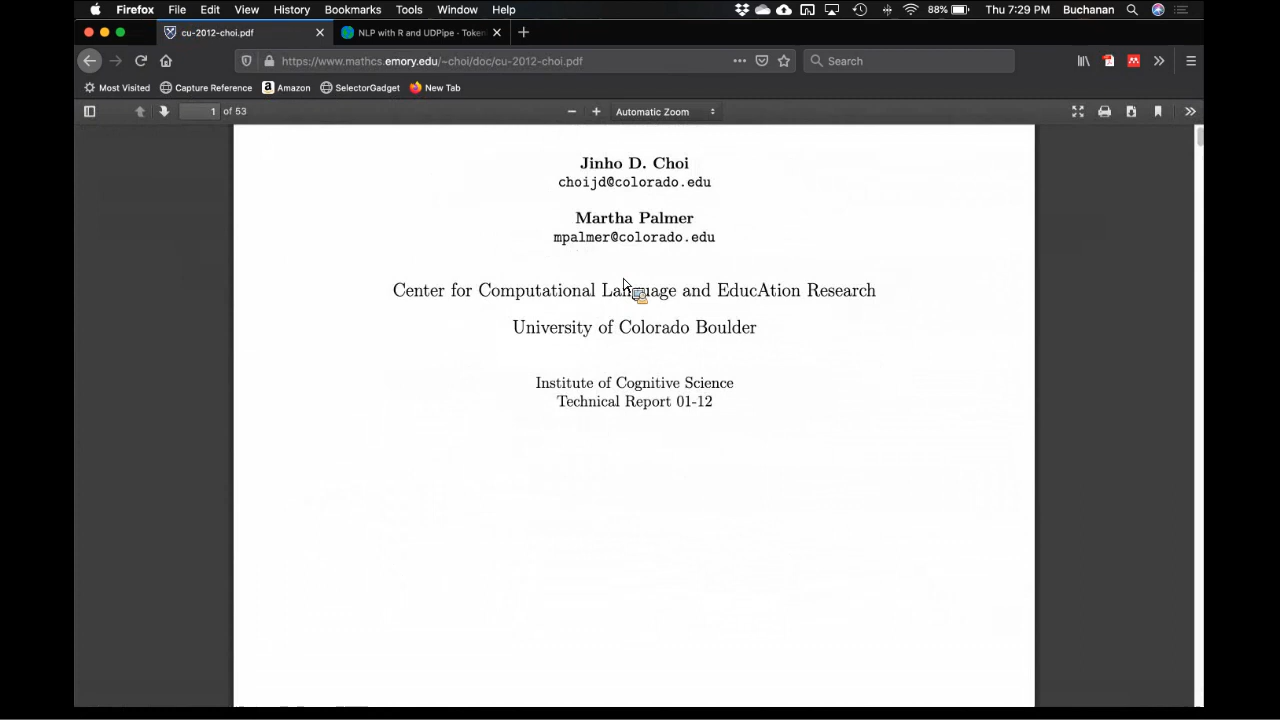 Firefox File Edit View History Bookmarks Tools Window Help 88% Thu 7:29 PM Buchanan
cu-2012-choi.pdf NLP with R and UDPipe - Token
https://www.mathcs.emory.edu/~choi/doc/cu-2012-choi.pdf Search
Most Visited Capture Reference Amazon SelectorGadget New Tab
1 of 53 Automatic Zoom
Jinho D. Choi
choijd@colorado.edu
Martha Palmer
mpalmer@colorado.edu
Center for Computational Language and EducAtion Research
University of Colorado Boulder
Institute of Cognitive Science
Technical Report 01-12